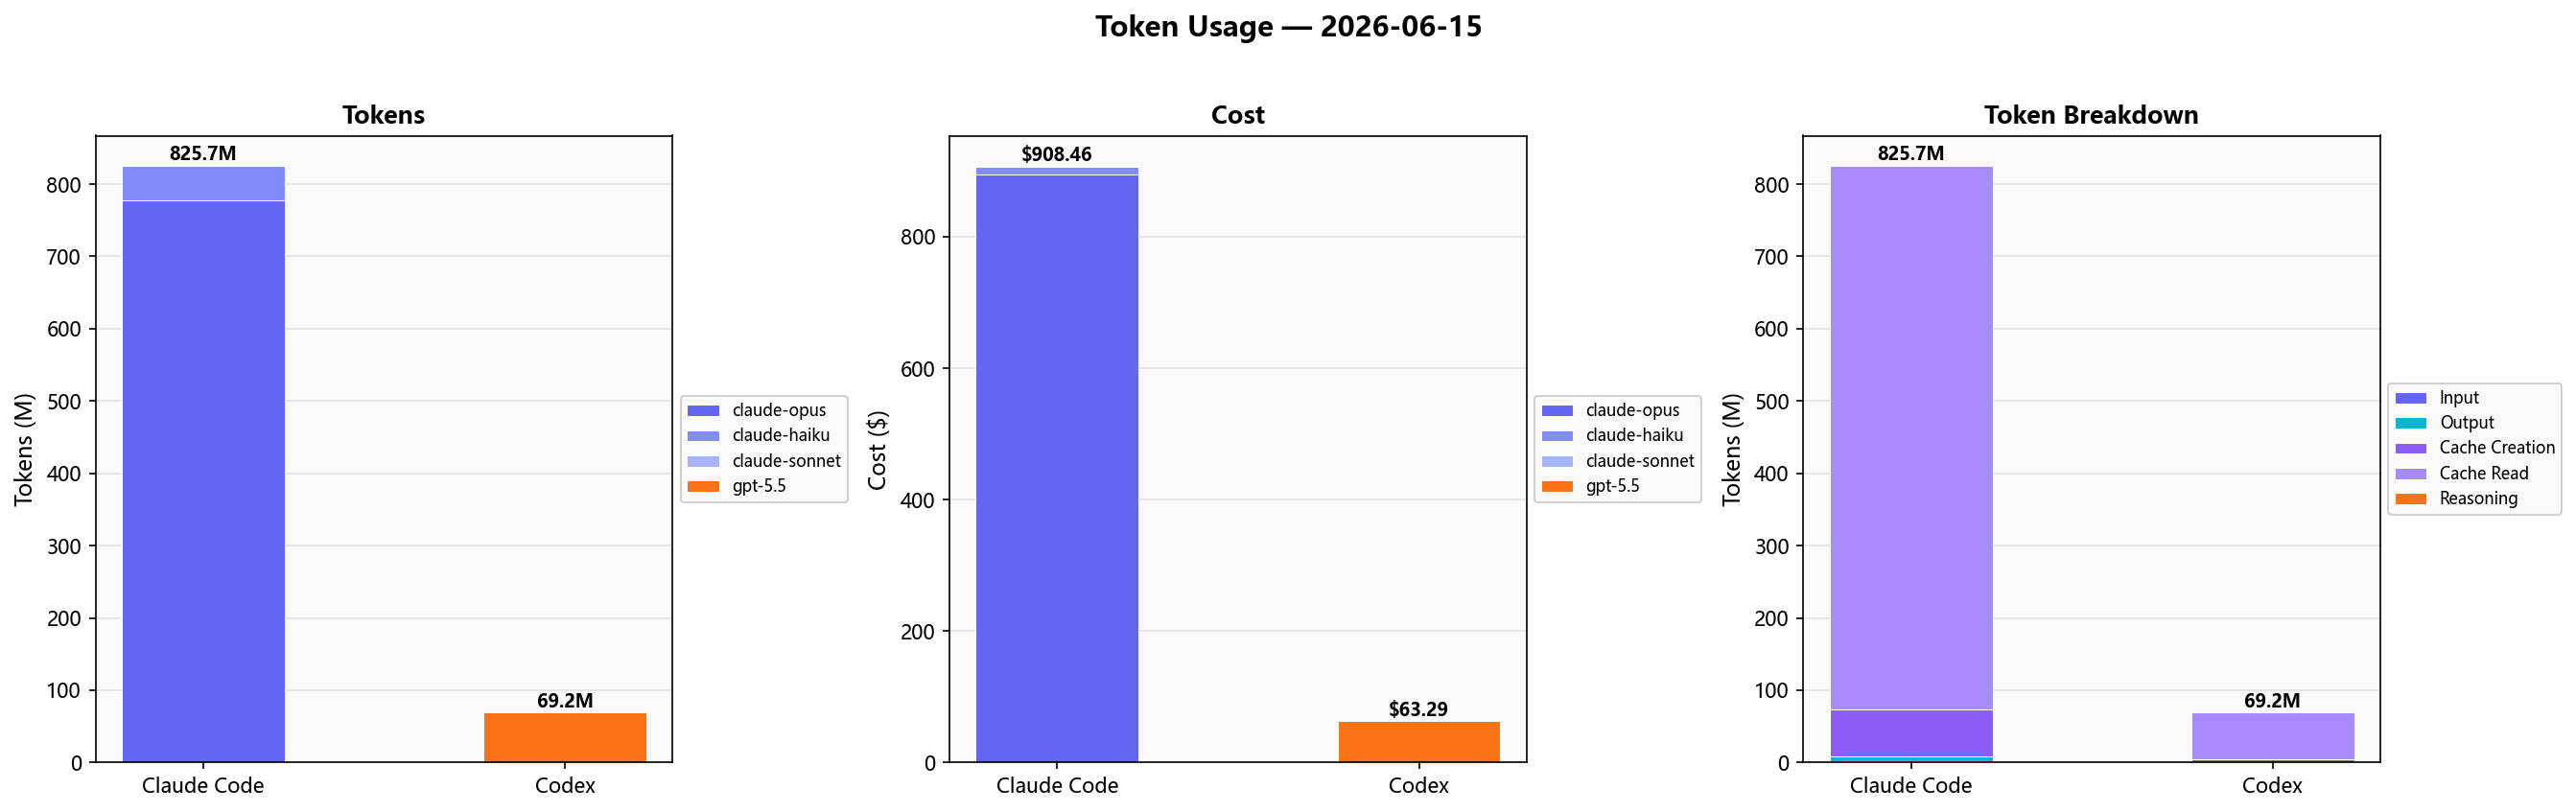 Token Usage — 2026-06-15
Tokens
825.7M
69.2M
800
700
600
500
400
300
200
100
0
Tokens (M)
Claude Code
Codex
claude-opus
claude-haiku
claude-sonnet
gpt-5.5
Cost
$908.46
$63.29
800
600
400
200
0
Cost ($)
Claude Code
Codex
claude-opus
claude-haiku
claude-sonnet
gpt-5.5
Token Breakdown
825.7M
69.2M
800
700
600
500
400
300
200
100
0
Tokens (M)
Claude Code
Codex
Input
Output
Cache Creation
Cache Read
Reasoning